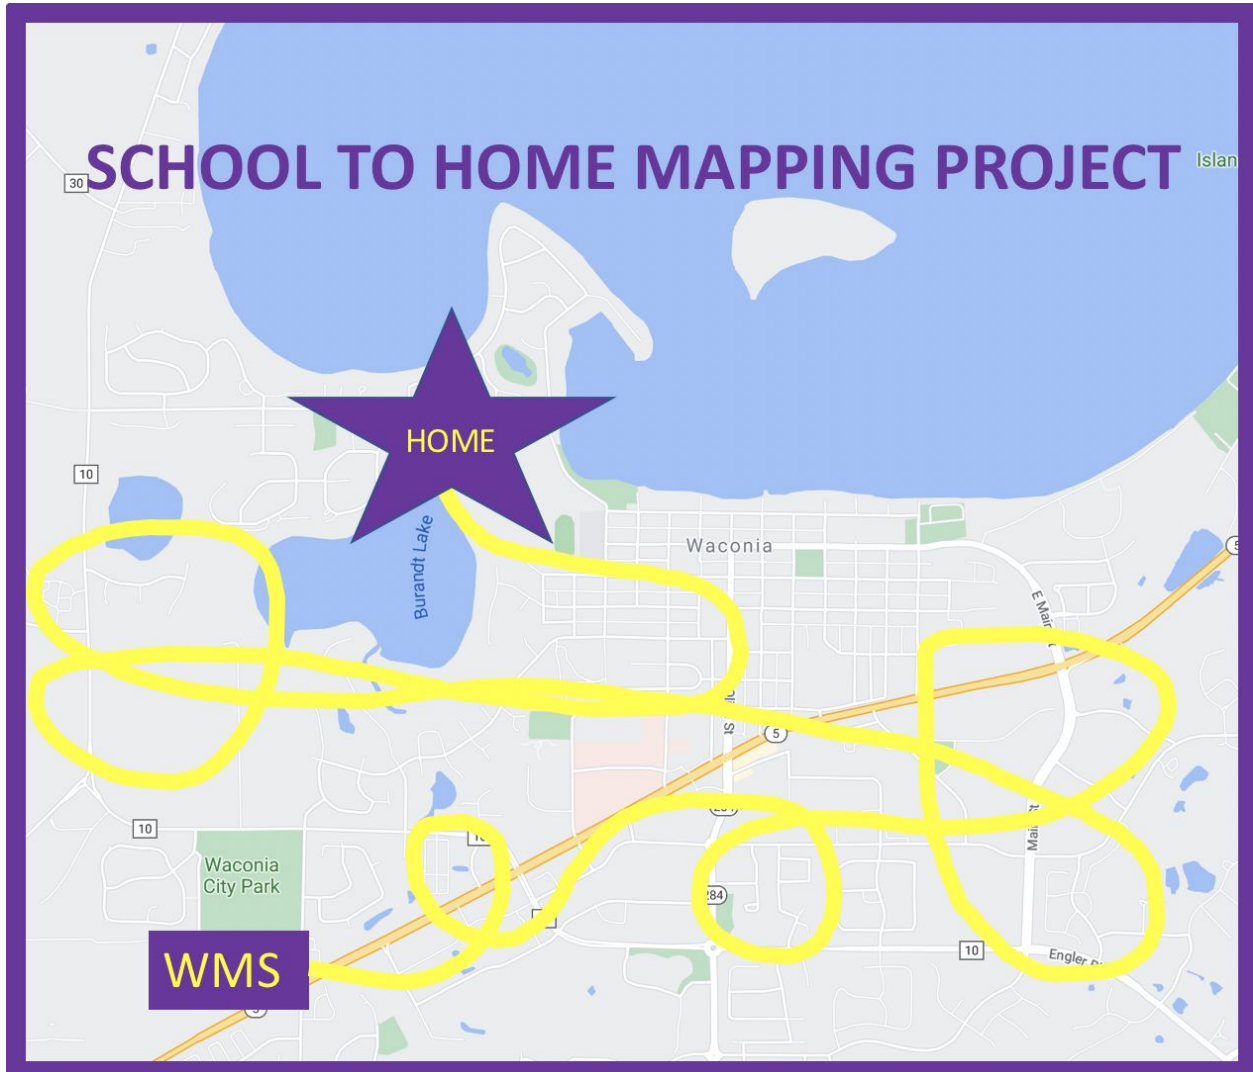 SCHOOL TO HOME MAPPING PROJECT
Islan
30
HOME
10
Burandt Lake
Waconia
5
E Main
5
10
Waconia
City Park
Main
284
St
10
Engler
WMS